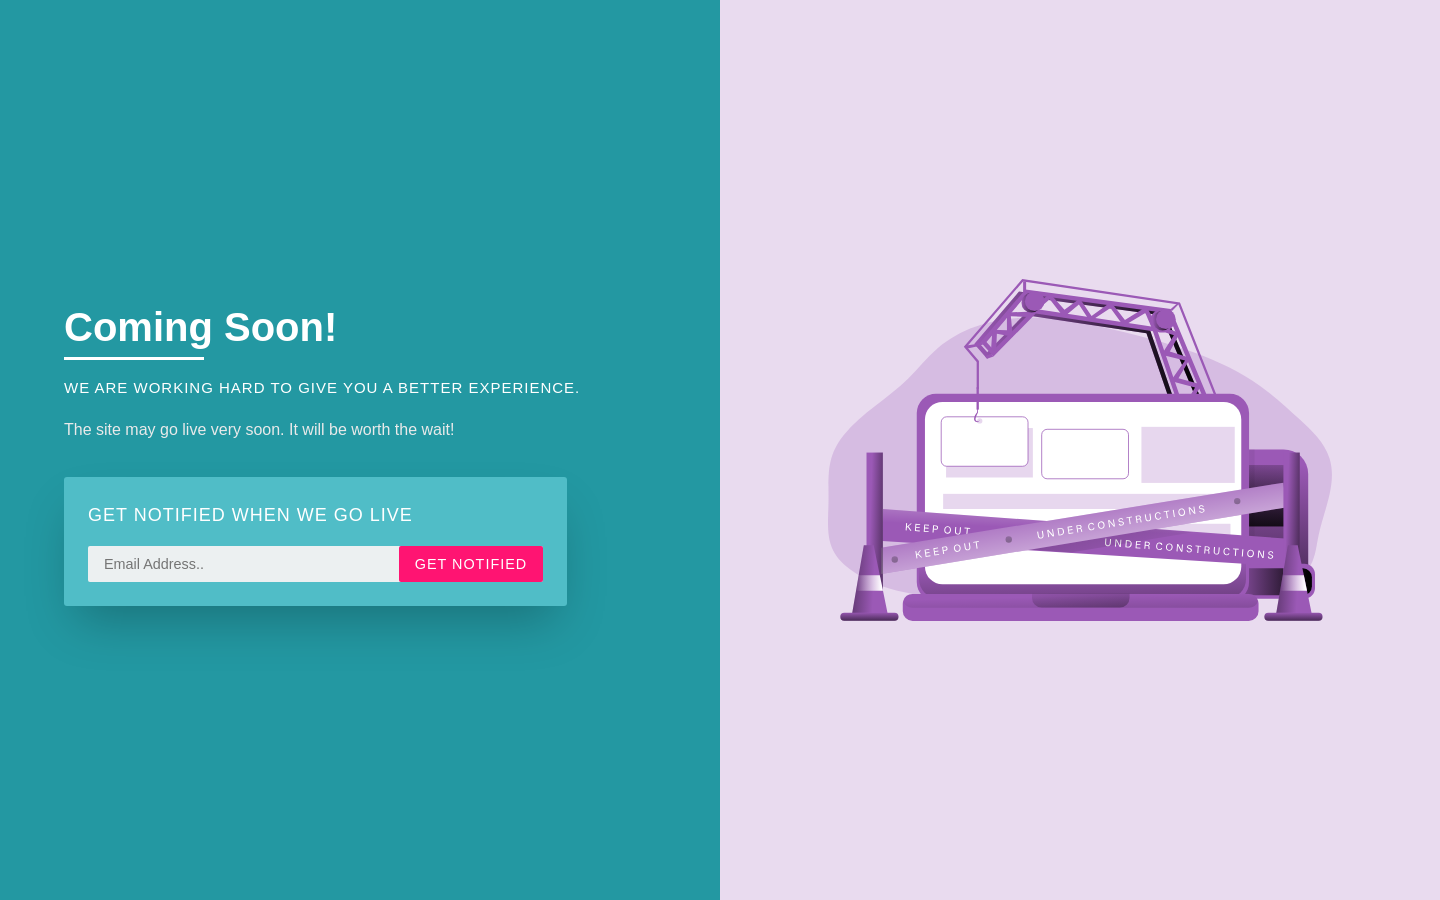 Coming Soon!
WE ARE WORKING HARD TO GIVE YOU A BETTER EXPERIENCE.
The site may go live very soon. It will be worth the wait!
GET NOTIFIED WHEN WE GO LIVE
Email Address..
GET NOTIFIED
KEEP OUT
UNDER CONSTRUCTIONS
KEEP OUT
UNDER CONSTRUCTIONS